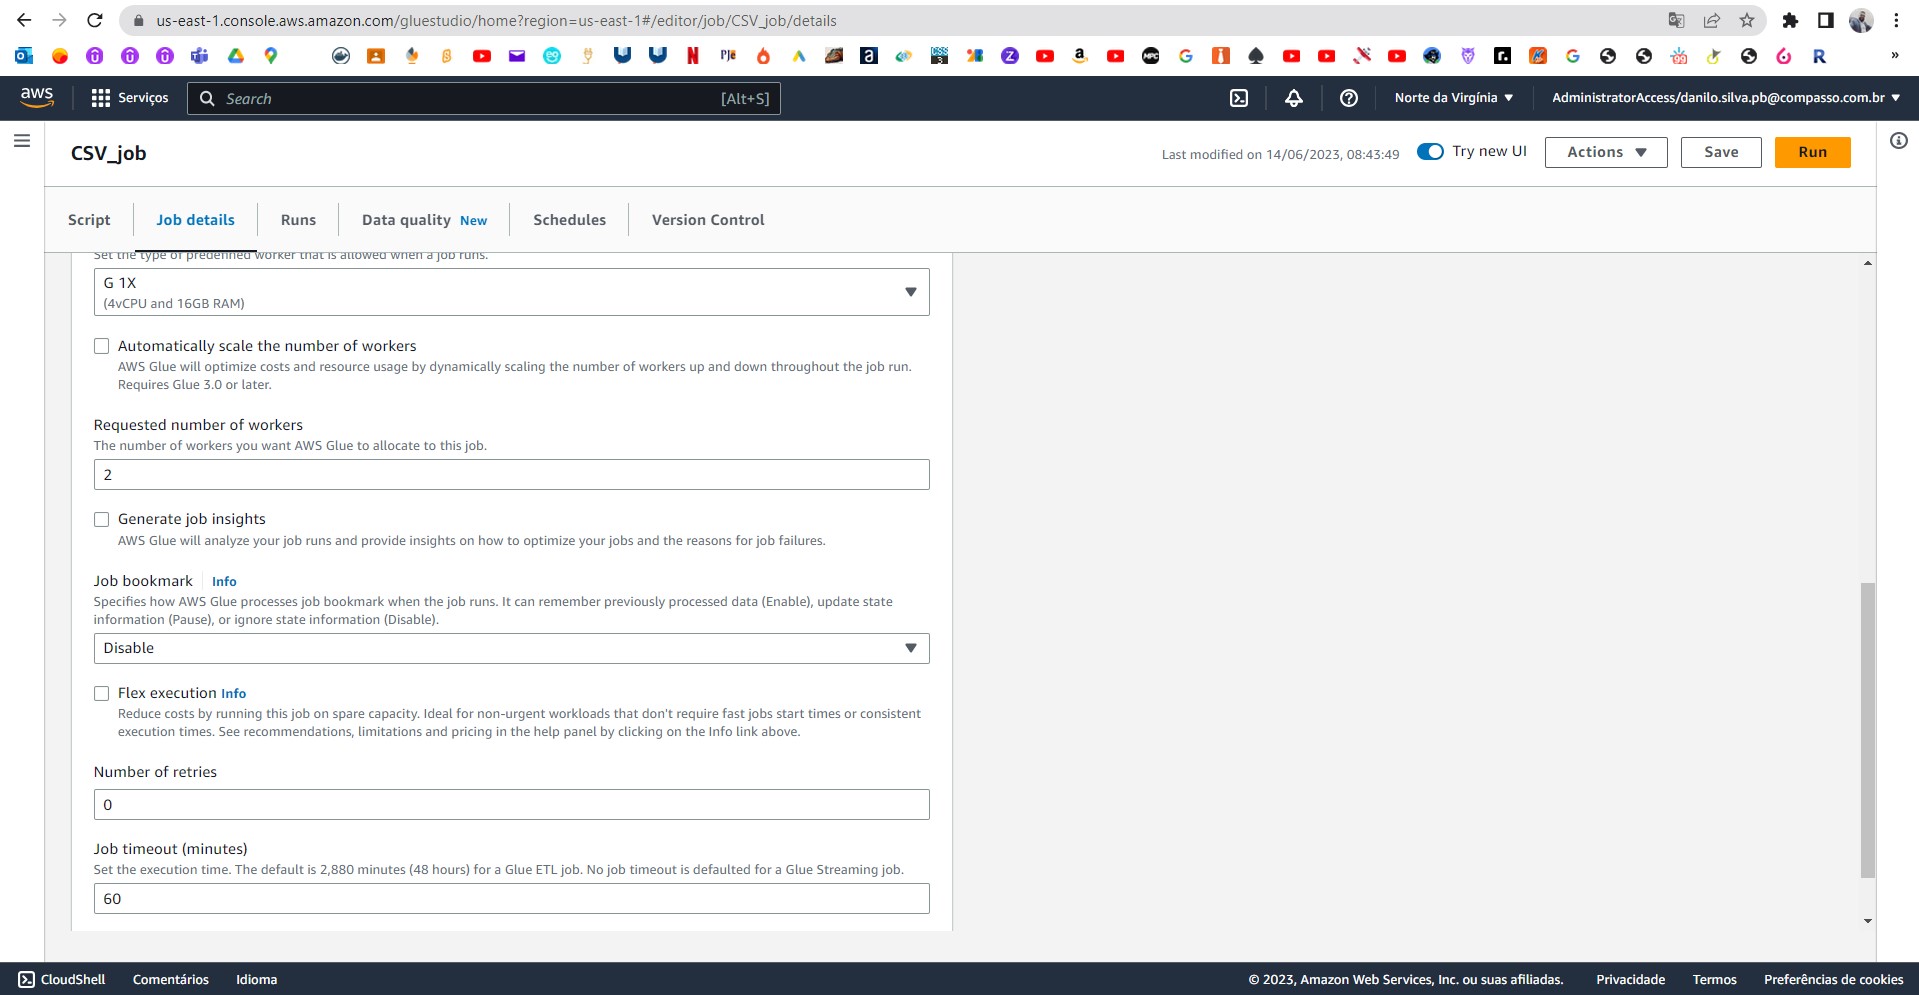 us-east-1.console.aws.amazon.com/gluestudio/home?region=us-east-1#/editor/job/CSV_job/details
aws Serviços Search [Alt+S] Norte da Virgínia AdministratorAccess/danilo.silva.pb@compasso.com.br
CSV_job Last modified on 14/06/2023, 08:43:49 Try new UI Actions Save Run
Script Job details Runs Data quality New Schedules Version Control
Set the type of predefined worker that is allowed when a job runs.
G 1X
(4vCPU and 16GB RAM)
Automatically scale the number of workers
AWS Glue will optimize costs and resource usage by dynamically scaling the number of workers up and down throughout the job run.
Requires Glue 3.0 or later.
Requested number of workers
The number of workers you want AWS Glue to allocate to this job.
2
Generate job insights
AWS Glue will analyze your job runs and provide insights on how to optimize your jobs and the reasons for job failures.
Job bookmark Info
Specifies how AWS Glue processes job bookmark when the job runs. It can remember previously processed data (Enable), update state
information (Pause), or ignore state information (Disable).
Disable
Flex execution Info
Reduce costs by running this job on spare capacity. Ideal for non-urgent workloads that don't require fast jobs start times or consistent
execution times. See recommendations, limitations and pricing in the help panel by clicking on the Info link above.
Number of retries
0
Job timeout (minutes)
Set the execution time. The default is 2,880 minutes (48 hours) for a Glue ETL job. No job timeout is defaulted for a Glue Streaming job.
60
CloudShell Comentários Idioma © 2023, Amazon Web Services, Inc. ou suas afiliadas. Privacidade Termos Preferências de cookies